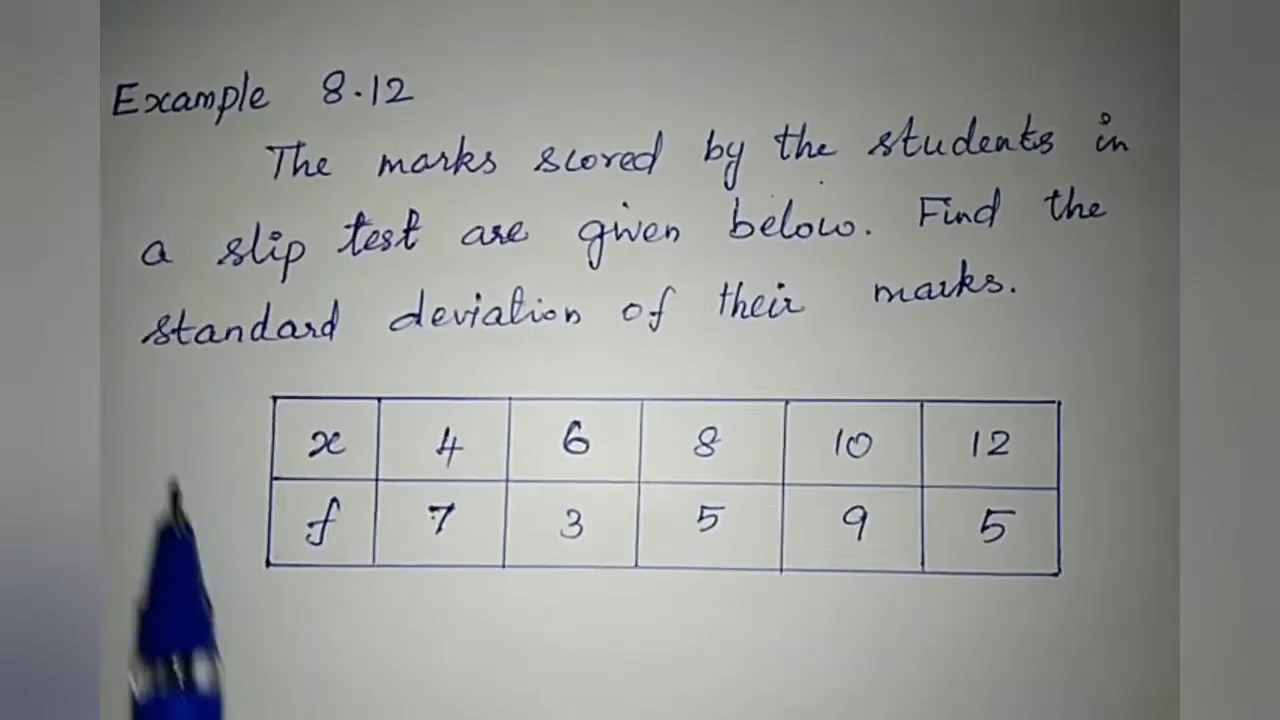 Example 8.12
The marks scored by the students in
a slip test are given below. Find the
standard deviation of their marks.
x 4 6 8 10 12
f 7 3 5 9 5